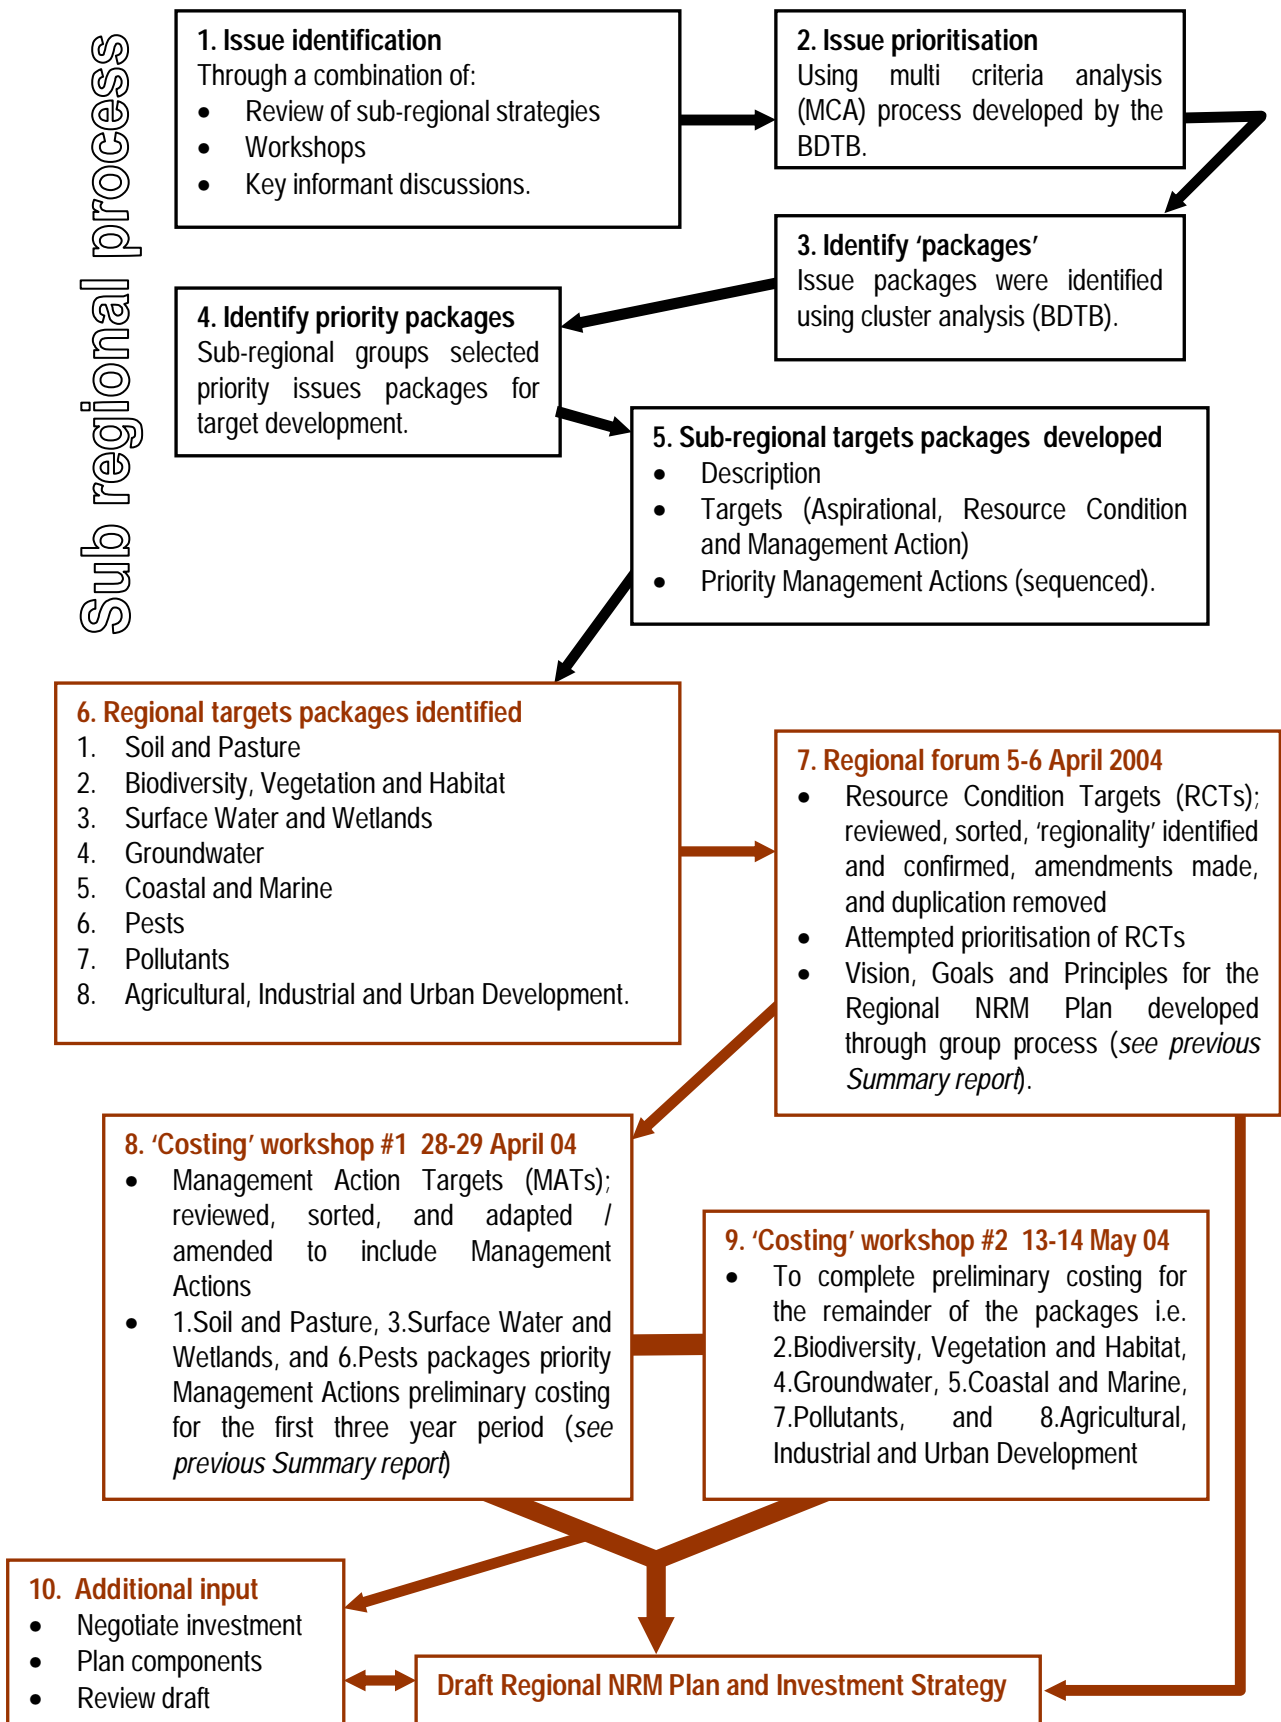 Sub regional process
1. Issue identification
Through a combination of:
• Review of sub-regional strategies
• Workshops
• Key informant discussions.
2. Issue prioritisation
Using multi criteria analysis
(MCA) process developed by the
BDTB.
3. Identify ‘packages’
Issue packages were identified
using cluster analysis (BDTB).
4. Identify priority packages
Sub-regional groups selected
priority issues packages for
target development.
5. Sub-regional targets packages developed
• Description
• Targets (Aspirational, Resource Condition
and Management Action)
• Priority Management Actions (sequenced).
6. Regional targets packages identified
1. Soil and Pasture
2. Biodiversity, Vegetation and Habitat
3. Surface Water and Wetlands
4. Groundwater
5. Coastal and Marine
6. Pests
7. Pollutants
8. Agricultural, Industrial and Urban Development.
7. Regional forum 5-6 April 2004
• Resource Condition Targets (RCTs);
reviewed, sorted, ‘regionality’ identified
and confirmed, amendments made,
and duplication removed
• Attempted prioritisation of RCTs
• Vision, Goals and Principles for the
Regional NRM Plan developed
through group process (see previous
Summary report).
8. ‘Costing’ workshop #1 28-29 April 04
• Management Action Targets (MATs);
reviewed, sorted, and adapted /
amended to include Management
Actions
• 1.Soil and Pasture, 3.Surface Water and
Wetlands, and 6.Pests packages priority
Management Actions preliminary costing
for the first three year period (see
previous Summary report)
9. ‘Costing’ workshop #2 13-14 May 04
• To complete preliminary costing for
the remainder of the packages i.e.
2.Biodiversity, Vegetation and Habitat,
4.Groundwater, 5.Coastal and Marine,
7.Pollutants, and 8.Agricultural,
Industrial and Urban Development
10. Additional input
• Negotiate investment
• Plan components
• Review draft
Draft Regional NRM Plan and Investment Strategy